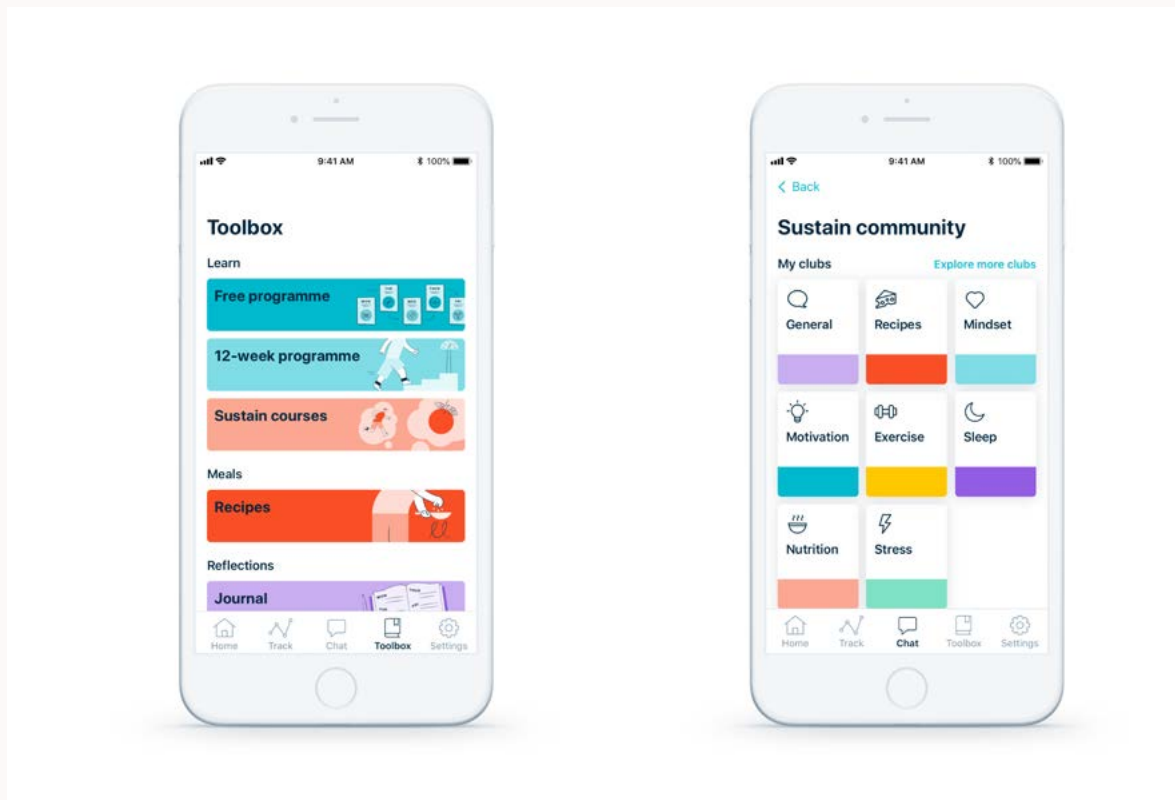 9:41 AM
100%
Toolbox
Learn
Free programme
12-week programme
Sustain courses
Meals
Recipes
Reflections
Journal
Home Track Chat Toolbox Settings
9:41 AM
100%
Back
Sustain community
My clubs Explore more clubs
General Recipes Mindset
Motivation Exercise Sleep
Nutrition Stress
Home Track Chat Toolbox Settings